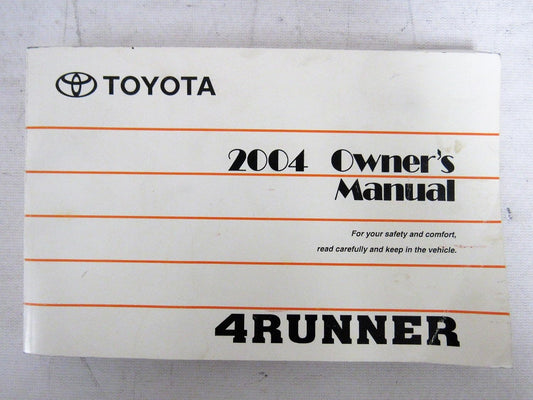 TOYOTA
2004 Owner's
Manual
For your safety and comfort,
read carefully and keep in the vehicle.
4RUNNER